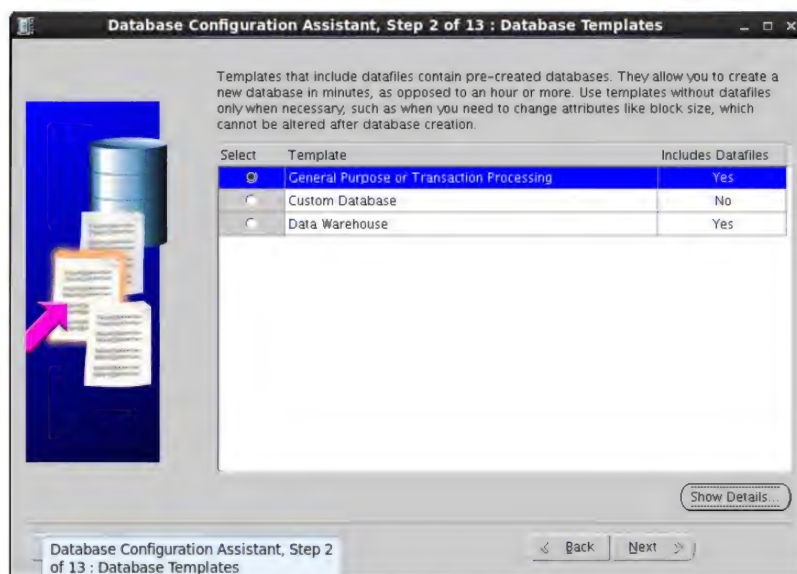 Database Configuration Assistant, Step 2 of 13 : Database Templates
Templates that include datafiles contain pre-created databases. They allow you to create a
new database in minutes, as opposed to an hour or more. Use templates without datafiles
only when necessary, such as when you need to change attributes like block size, which
cannot be altered after database creation.
Select Template Includes Datafiles
General Purpose or Transaction Processing Yes
Custom Database No
Data Warehouse Yes
Show Details...
Back Next
Database Configuration Assistant, Step 2
of 13 : Database Templates